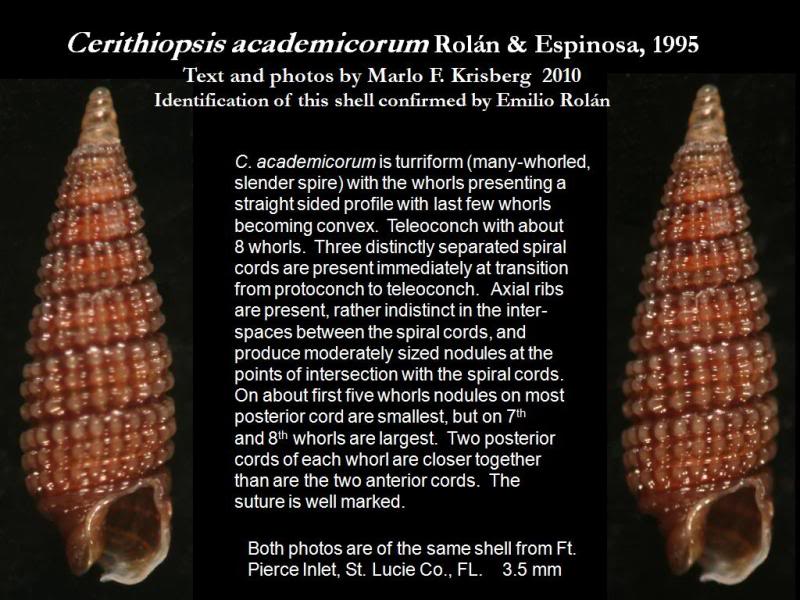 Cerithiopsis academicorum Rolán & Espinosa, 1995
Text and photos by Marlo F. Krisberg 2010
Identification of this shell confirmed by Emilio Rolán
C. academicorum is turriform (many-whorled,
slender spire) with the whorls presenting a
straight sided profile with last few whorls
becoming convex. Teleoconch with about
8 whorls. Three distinctly separated spiral
cords are present immediately at transition
from protoconch to teleoconch. Axial ribs
are present, rather indistinct in the inter-
spaces between the spiral cords, and
produce moderately sized nodules at the
points of intersection with the spiral cords.
On about first five whorls nodules on most
posterior cord are smallest, but on 7th
and 8th whorls are largest. Two posterior
cords of each whorl are closer together
than are the two anterior cords. The
suture is well marked.
Both photos are of the same shell from Ft.
Pierce Inlet, St. Lucie Co., FL. 3.5 mm